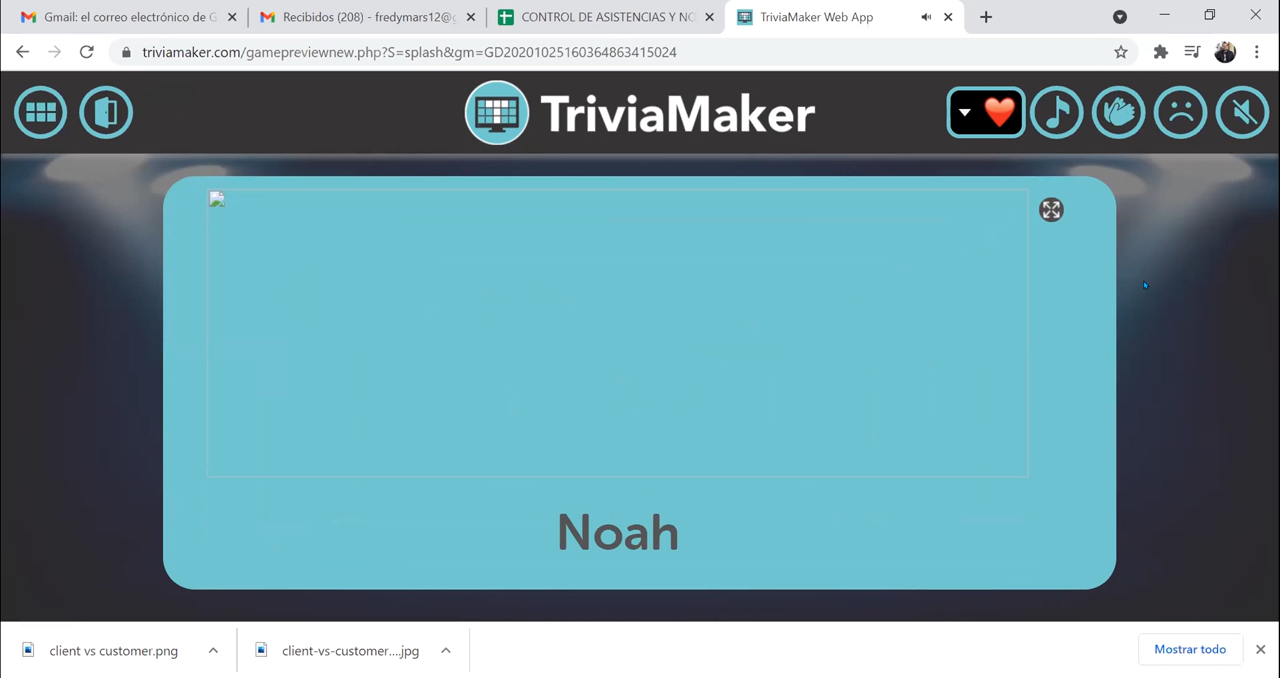 Gmail: el correo electrónico de G
Recibidos (208) - fredymars12@g
CONTROL DE ASISTENCIAS Y NO
TriviaMaker Web App
triviamaker.com/gamepreviewnew.php?S=splash&gm=GD20201025160364863415024
TriviaMaker
Noah
client vs customer.png
client-vs-customer....jpg
Mostrar todo